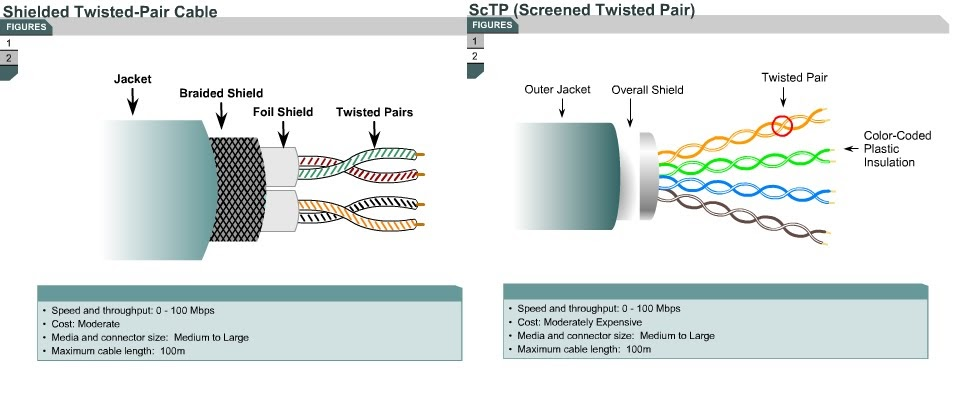 Shielded Twisted-Pair Cable
FIGURES
1
2
Jacket
Braided Shield
Foil Shield
Twisted Pairs
• Speed and throughput: 0 - 100 Mbps
• Cost: Moderate
• Media and connector size: Medium to Large
• Maximum cable length: 100m
ScTP (Screened Twisted Pair)
FIGURES
1
2
Outer Jacket
Overall Shield
Twisted Pair
Color-Coded
Plastic
Insulation
• Speed and throughput: 0 - 100 Mbps
• Cost: Moderately Expensive
• Media and connector size: Medium to Large
• Maximum cable length: 100m